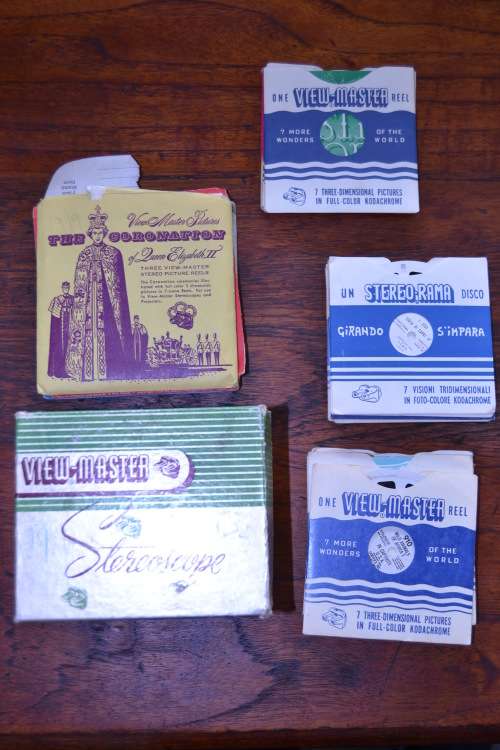 ONE VIEW-MASTER REEL
7 MORE WONDERS OF THE WORLD
7 THREE-DIMENSIONAL PICTURES
IN FULL-COLOR KODACHROME
View-Master Pictures
THE CORONATION
of Queen Elizabeth II
THREE VIEW-MASTER
STEREO PICTURE REELS
UN STEREO-RAMA DISCO
GIRANDO S'IMPARA
7 VISIONI TRIDIMENSIONALI
IN FOTO-COLORE KODACHROME
VIEW-MASTER
Stereoscope
ONE VIEW-MASTER REEL
7 MORE WONDERS OF THE WORLD
910
7 THREE-DIMENSIONAL PICTURES
IN FULL-COLOR KODACHROME